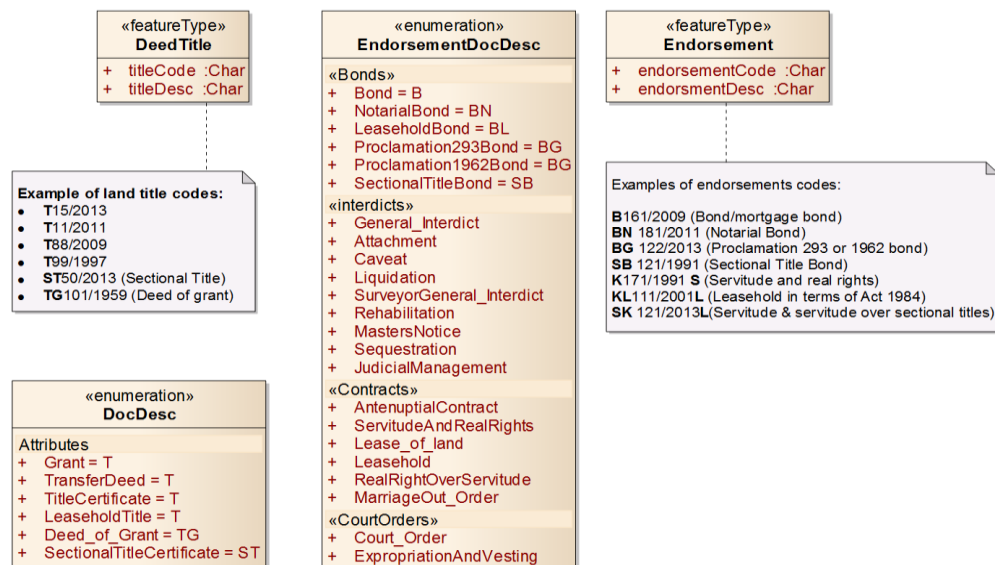 «featureType»
DeedTitle
+ titleCode :Char
+ titleDesc :Char
Example of land title codes:
• T15/2013
• T11/2011
• T88/2009
• T99/1997
• ST50/2013 (Sectional Title)
• TG101/1959 (Deed of grant)
«enumeration»
DocDesc
Attributes
+ Grant = T
+ TransferDeed = T
+ TitleCertificate = T
+ LeaseholdTitle = T
+ Deed_of_Grant = TG
+ SectionalTitleCertificate = ST
«enumeration»
EndorsementDocDesc
«Bonds»
+ Bond = B
+ NotarialBond = BN
+ LeaseholdBond = BL
+ Proclamation293Bond = BG
+ Proclamation1962Bond = BG
+ SectionalTitleBond = SB
«interdicts»
+ General_Interdict
+ Attachment
+ Caveat
+ Liquidation
+ SurveyorGeneral_Interdict
+ Rehabilitation
+ MastersNotice
+ Sequestration
+ JudicialManagement
«Contracts»
+ AntenuptialContract
+ ServitudeAndRealRights
+ Lease_of_land
+ Leasehold
+ RealRightOverServitude
+ MarriageOut_Order
«CourtOrders»
+ Court_Order
+ ExpropriationAndVesting
«featureType»
Endorsement
+ endorsementCode :Char
+ endorsmentDesc :Char
Examples of endorsements codes:
B161/2009 (Bond/mortgage bond)
BN 181/2011 (Notarial Bond)
BG 122/2013 (Proclamation 293 or 1962 bond)
SB 121/1991 (Sectional Title Bond)
K171/1991 S (Servitude and real rights)
KL111/2001L (Leasehold in terms of Act 1984)
SK 121/2013L(Servitude & servitude over sectional titles)